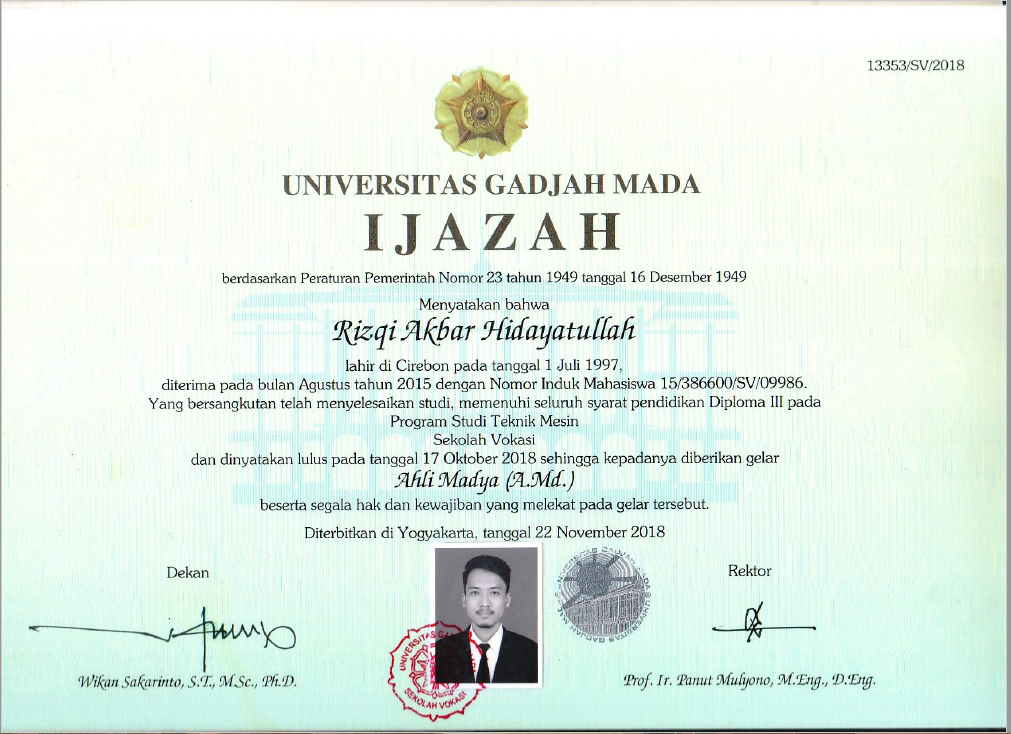 13353/SV/2018
UNIVERSITAS GADJAH MADA
IJAZAH
berdasarkan Peraturan Pemerintah Nomor 23 tahun 1949 tanggal 16 Desember 1949
Menyatakan bahwa
Rizqi Akbar Hidayatullah
lahir di Cirebon pada tanggal 1 Juli 1997,
diterima pada bulan Agustus tahun 2015 dengan Nomor Induk Mahasiswa 15/386600/SV/09986.
Yang bersangkutan telah menyelesaikan studi, memenuhi seluruh syarat pendidikan Diploma III pada
Program Studi Teknik Mesin
Sekolah Vokasi
dan dinyatakan lulus pada tanggal 17 Oktober 2018 sehingga kepadanya diberikan gelar
Ahli Madya (A.Md.)
beserta segala hak dan kewajiban yang melekat pada gelar tersebut.
Diterbitkan di Yogyakarta, tanggal 22 November 2018
Dekan
Rektor
UNIVERSITAS GADJAH MADA
SEKOLAH VOKASI
Wikan Sakarinto, S.T., M.Sc., Ph.D.
Prof. Ir. Panut Mulyono, M.Eng., D.Eng.